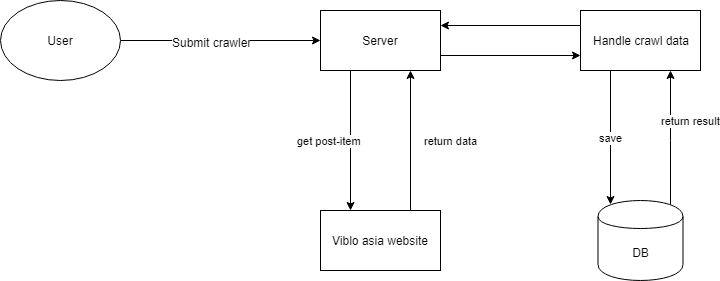 User
Submit crawler
Server
Handle crawl data
get post-item
return data
save
return result
Viblo asia website
DB